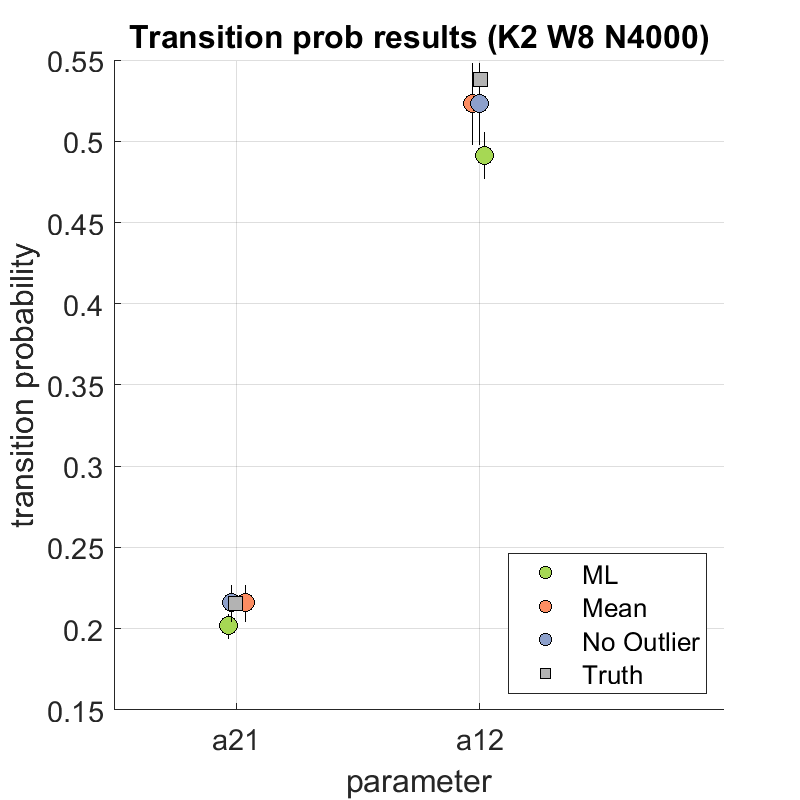 Transition prob results (K2 W8 N4000)
0.55
0.5
0.45
0.4
0.35
0.3
0.25
0.2
0.15
transition probability
a21
a12
parameter
ML
Mean
No Outlier
Truth